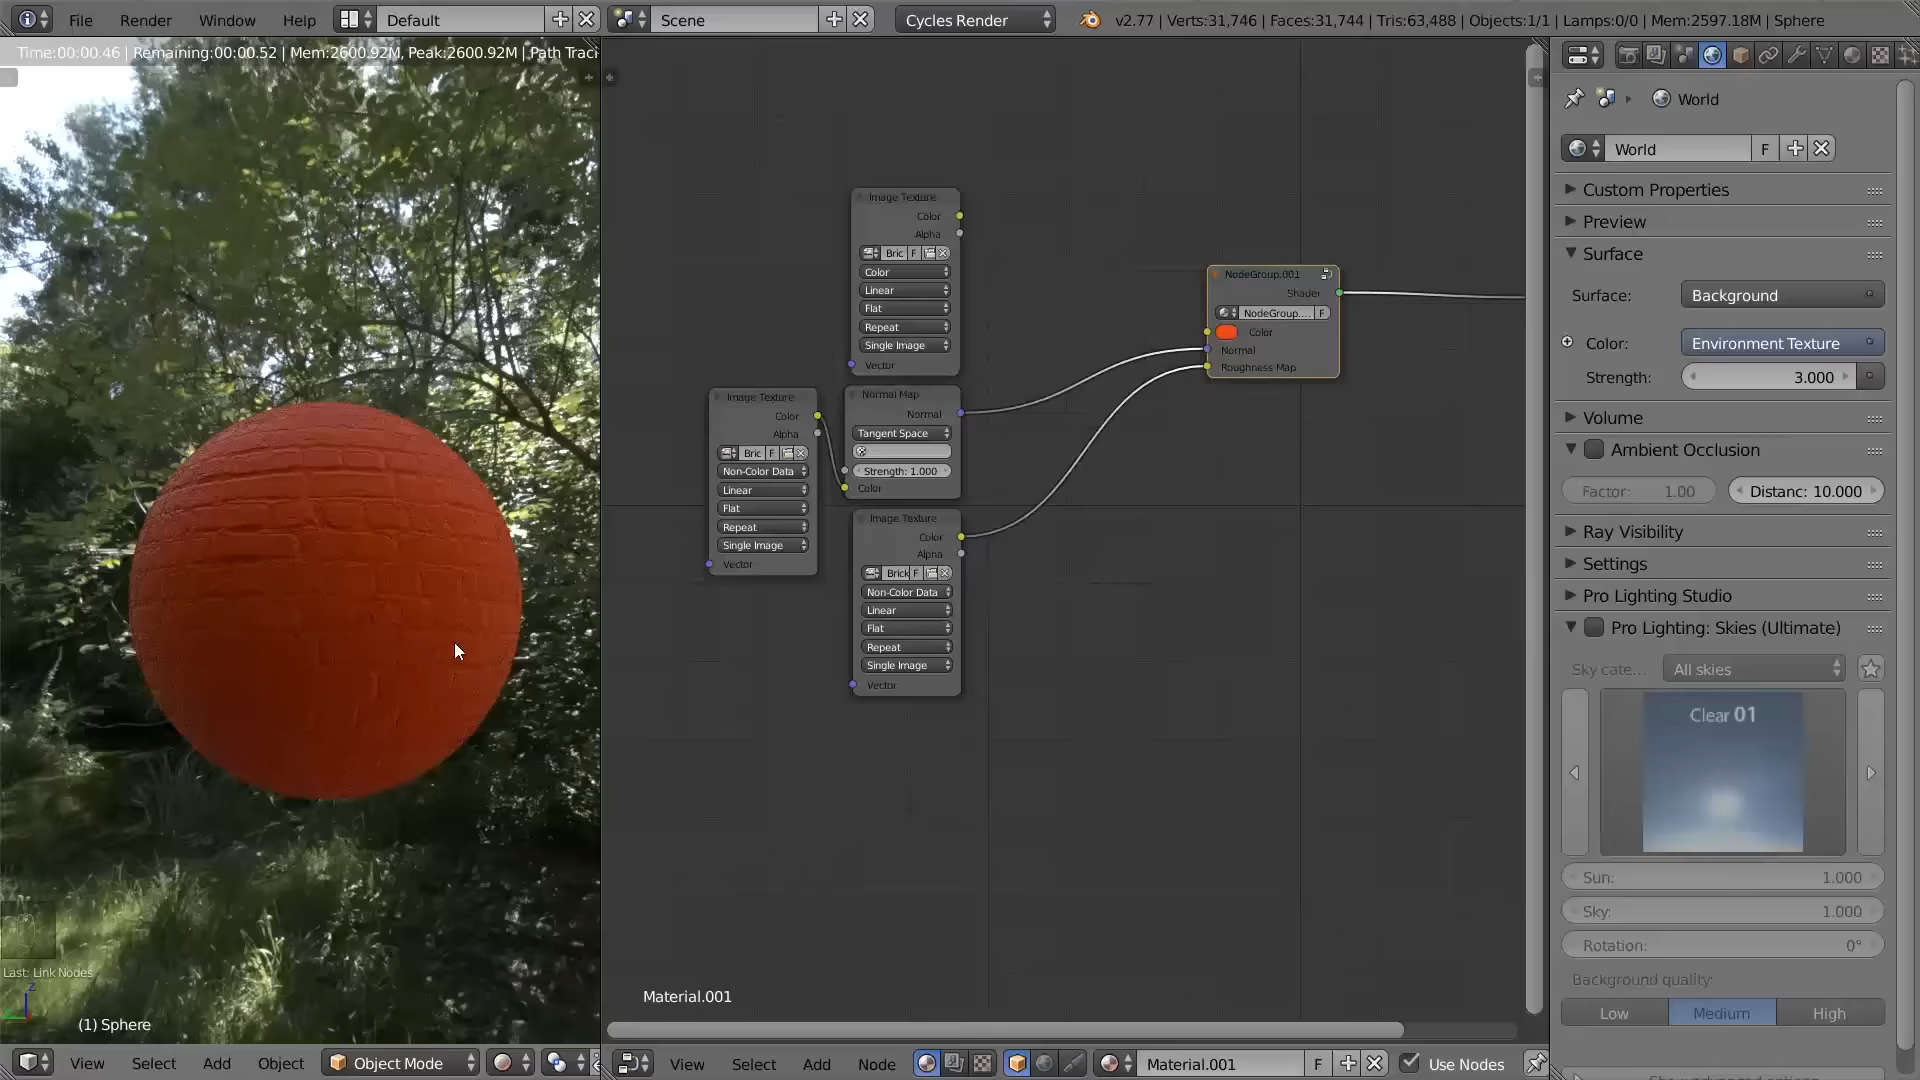 File Render Window Help Default Scene Cycles Render v2.77 | Verts:31,746 | Faces:31,744 | Tris:63,488 | Objects:1/1 | Lamps:0/0 | Mem:2597.18M | Sphere
Time:00:00.46 | Remaining:00:00.52 | Mem:2600.92M, Peak:2600.92M | Path Traci
Last: Link Nodes
Z
(1) Sphere
View Select Add Object Object Mode
Image Texture
Color
Alpha
Bric F
Color
Linear
Flat
Repeat
Single Image
Vector
Image Texture
Color
Alpha
Bric F
Non-Color Data
Linear
Flat
Repeat
Single Image
Vector
Normal Map
Normal
Tangent Space
Strength: 1.000
Color
Image Texture
Color
Alpha
Brick F
Non-Color Data
Linear
Flat
Repeat
Single Image
Vector
NodeGroup.001
Shader
NodeGroup.... F
Color
Normal
Roughness Map
Material.001
View Select Add Node Material.001 F Use Nodes
World
World F
Custom Properties
Preview
Surface
Surface: Background
Color: Environment Texture
Strength: 3.000
Volume
Ambient Occlusion
Factor: 1.00 Distanc: 10.000
Ray Visibility
Settings
Pro Lighting Studio
Pro Lighting: Skies (Ultimate)
Sky cate... All skies
Clear 01
Sun: 1.000
Sky: 1.000
Rotation: 0°
Background quality:
Low Medium High